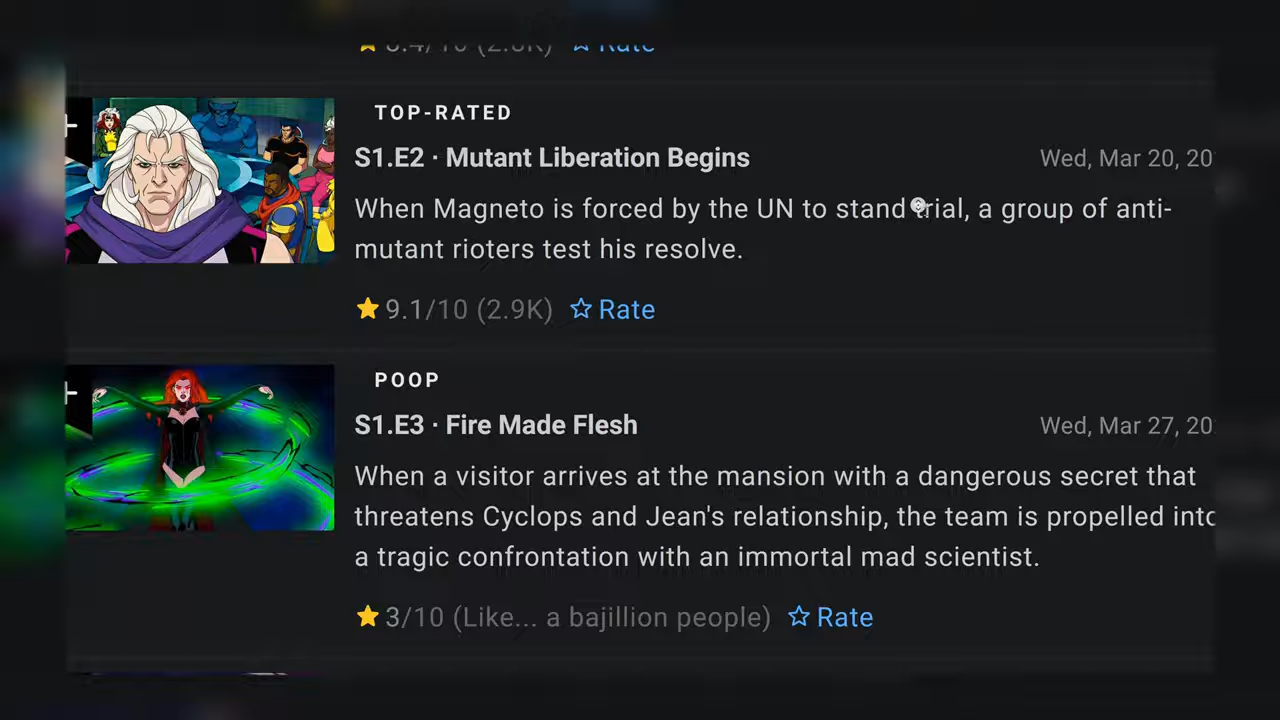 Rate
TOP-RATED
S1.E2 · Mutant Liberation Begins
Wed, Mar 20, 20
When Magneto is forced by the UN to stand trial, a group of anti-
mutant rioters test his resolve.
9.1/10 (2.9K) Rate
POOP
S1.E3 · Fire Made Flesh
Wed, Mar 27, 20
When a visitor arrives at the mansion with a dangerous secret that
threatens Cyclops and Jean's relationship, the team is propelled into
a tragic confrontation with an immortal mad scientist.
3/10 (Like... a bajillion people) Rate